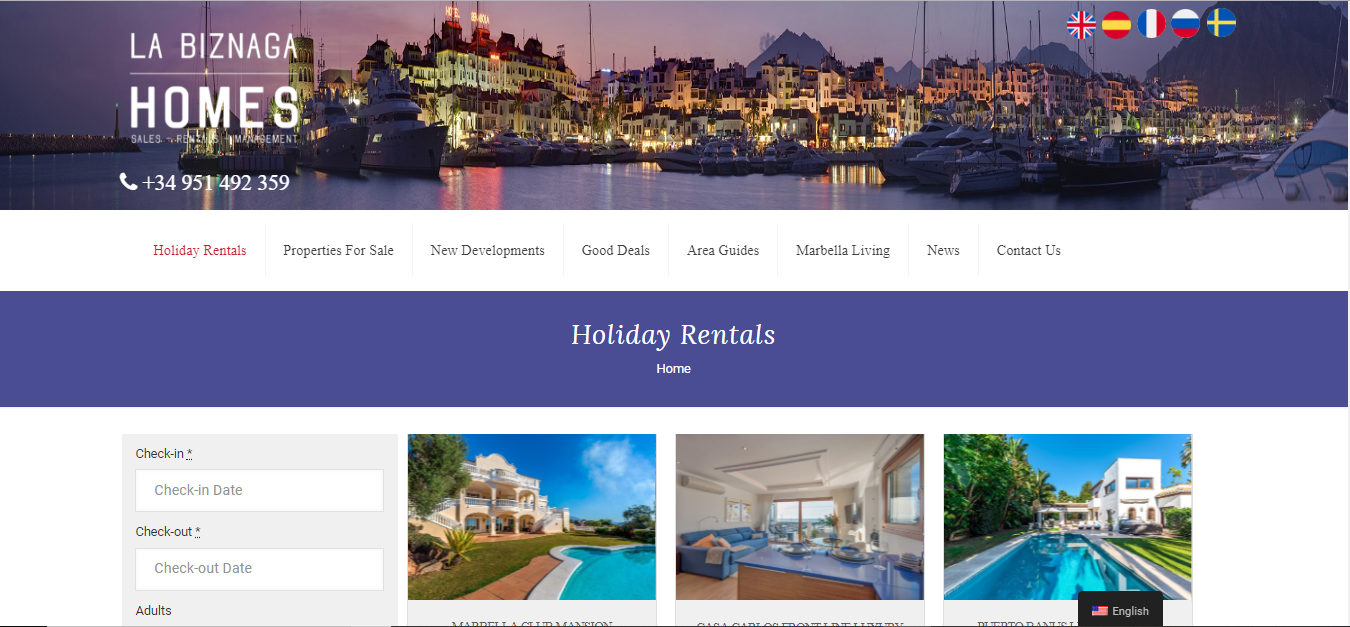 LA BIZNAGA
HOMES
SALES - RENTALS - MANAGEMENT
+34 951 492 359
Holiday Rentals
Properties For Sale
New Developments
Good Deals
Area Guides
Marbella Living
News
Contact Us
Holiday Rentals
Home
Check-in *
Check-in Date
Check-out *
Check-out Date
Adults
MARBELLA CLUB MANSION
CASA CARLOS FRONT LINE LUXURY
PUERTO BANUS
English